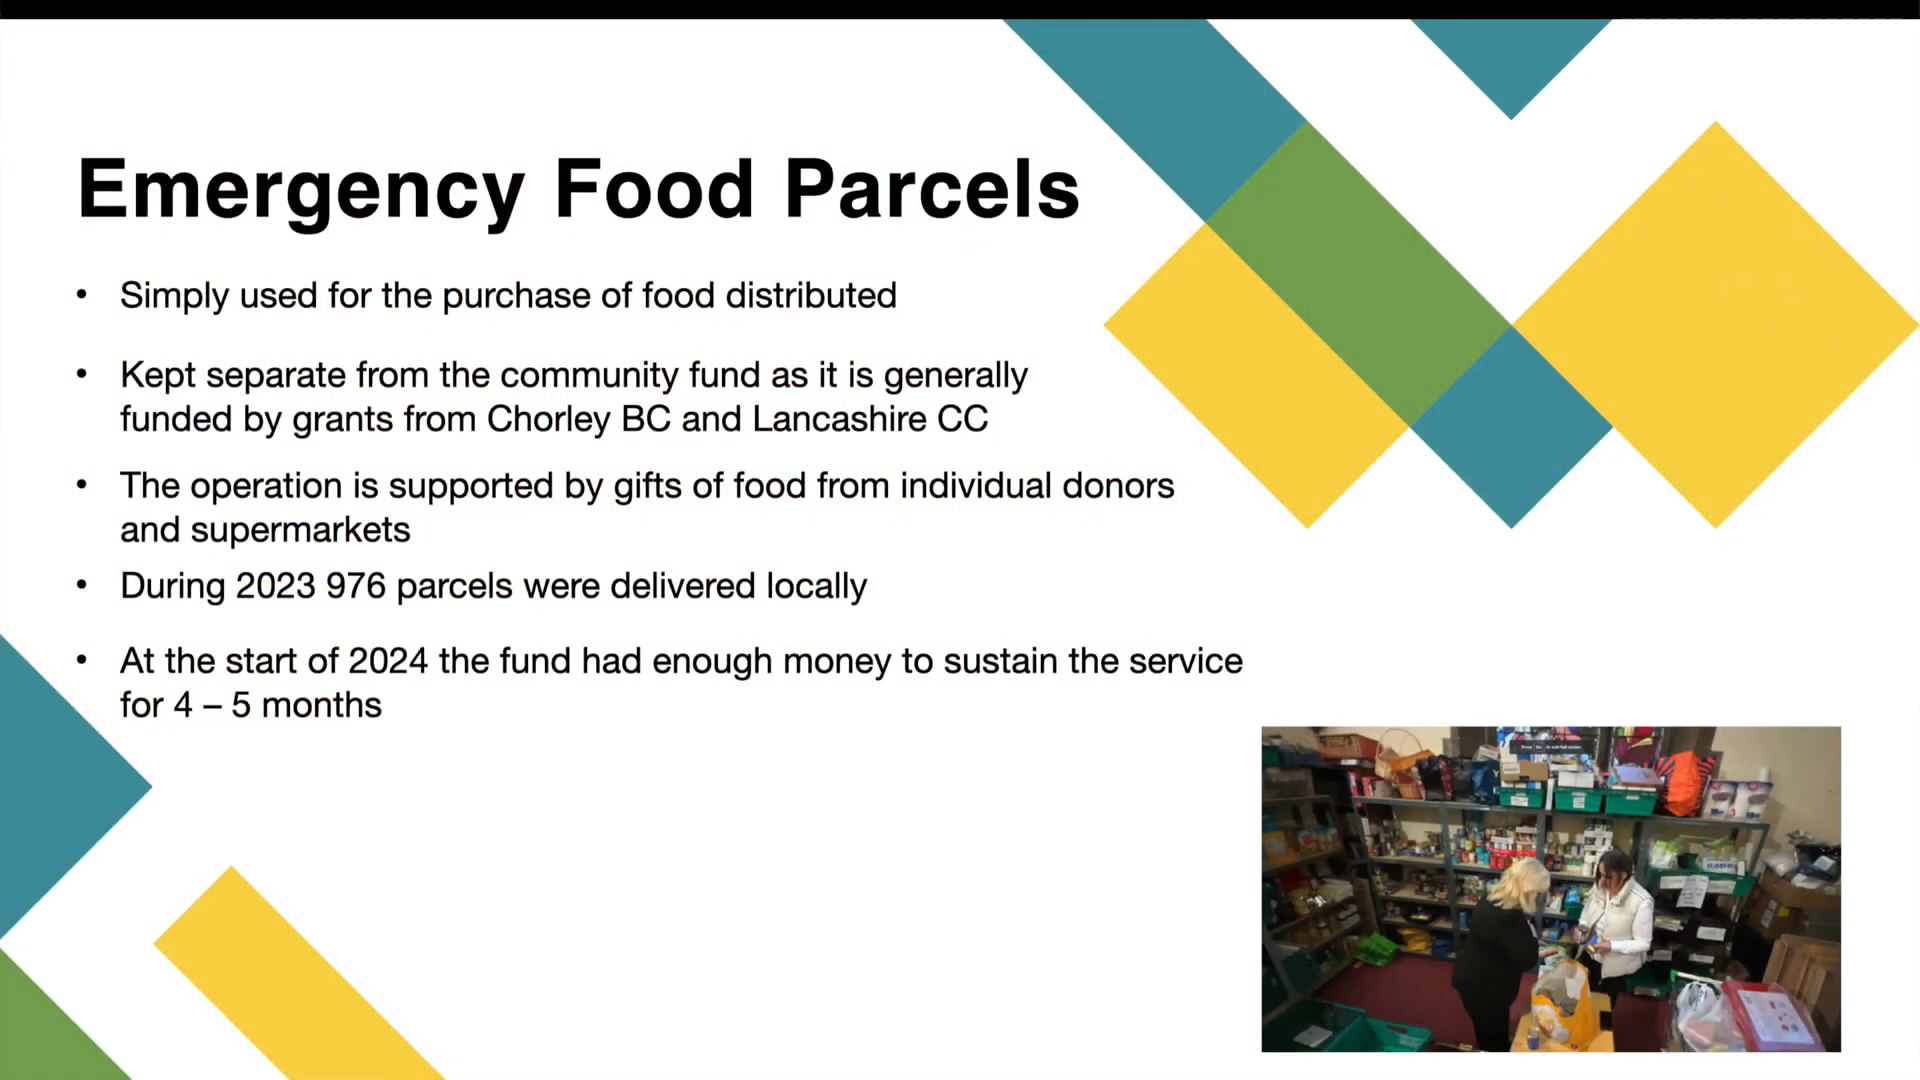 Emergency Food Parcels
• Simply used for the purchase of food distributed
• Kept separate from the community fund as it is generally
funded by grants from Chorley BC and Lancashire CC
• The operation is supported by gifts of food from individual donors
and supermarkets
• During 2023 976 parcels were delivered locally
• At the start of 2024 the fund had enough money to sustain the service
for 4 – 5 months